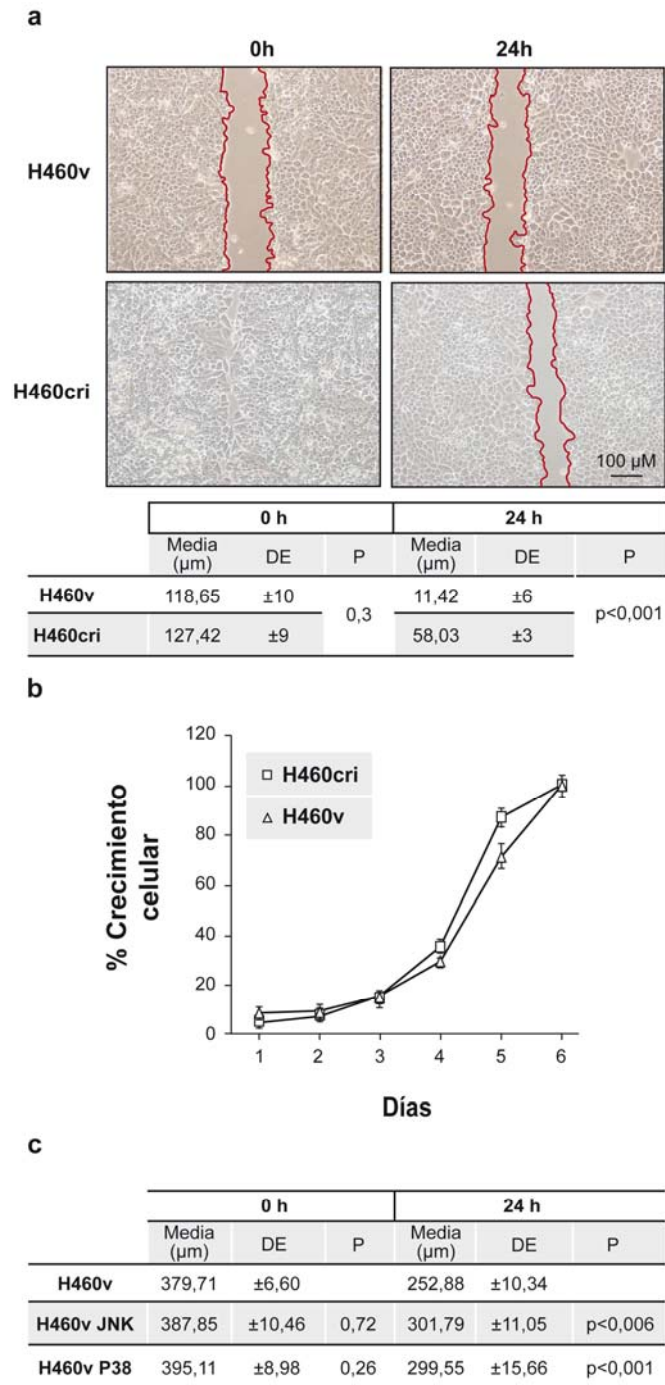 a
0h 24h
H460v
H460cri
100 µM
0 h 24 h
Media (µm) DE P Media (µm) DE P
H460v 118,65 ±10 0,3 11,42 ±6 p<0,001
H460cri 127,42 ±9 58,03 ±3
b
% Crecimiento celular
120
100
80
60
40
20
0
H460cri
H460v
1 2 3 4 5 6
Días
c
0 h 24 h
Media (µm) DE P Media (µm) DE P
H460v 379,71 ±6,60 252,88 ±10,34
H460v JNK 387,85 ±10,46 0,72 301,79 ±11,05 p<0,006
H460v P38 395,11 ±8,98 0,26 299,55 ±15,66 p<0,001